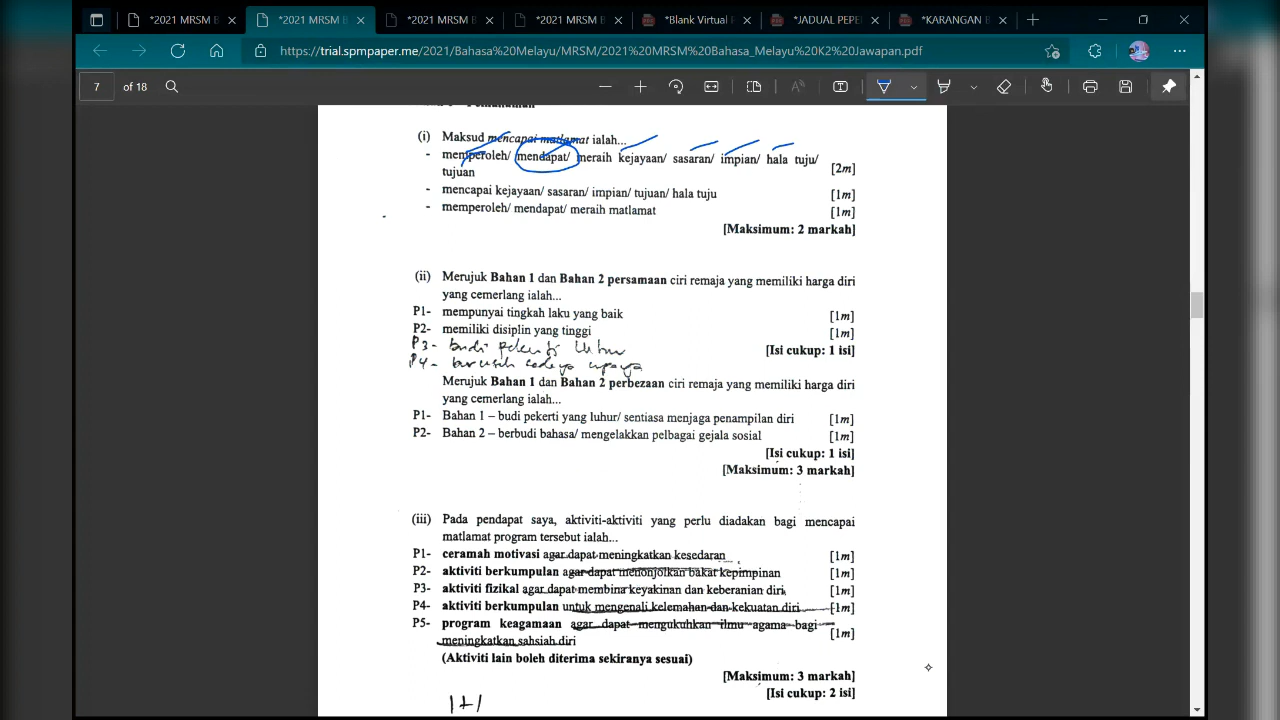 *2021 MRSM B
*2021 MRSM B
*2021 MRSM B
*2021 MRSM B
*Blank Virtual F
*JADUAL PEPE
*KARANGAN B
https://trial.spmpaper.me/2021/Bahasa%20Melayu/MRSM/2021%20MRSM%20Bahasa_Melayu%20K2%20Jawapan.pdf
7 of 18
(i) Maksud mencapai matlamat ialah...
- memperoleh/ mendapat/ meraih kejayaan/ sasaran/ impian/ hala tuju/
tujuan [2m]
- mencapai kejayaan/ sasaran/ impian/ tujuan/ hala tuju [1m]
- memperoleh/ mendapat/ meraih matlamat [1m]
[Maksimum: 2 markah]
(ii) Merujuk Bahan 1 dan Bahan 2 persamaan ciri remaja yang memiliki harga diri
yang cemerlang ialah...
P1- mempunyai tingkah laku yang baik [1m]
P2- memiliki disiplin yang tinggi [1m]
P3 - budi pekerti luhur
[Isi cukup: 1 isi]
P4 -
Merujuk Bahan 1 dan Bahan 2 perbezaan ciri remaja yang memiliki harga diri
yang cemerlang ialah...
P1- Bahan 1 – budi pekerti yang luhur/ sentiasa menjaga penampilan diri [1m]
P2- Bahan 2 – berbudi bahasa/ mengelakkan pelbagai gejala sosial [1m]
[Isi cukup: 1 isi]
[Maksimum: 3 markah]
(iii) Pada pendapat saya, aktiviti-aktiviti yang perlu diadakan bagi mencapai
matlamat program tersebut ialah...
P1- ceramah motivasi agar dapat meningkatkan kesedaran [1m]
P2- aktiviti berkumpulan agar dapat menonjolkan bakat kepimpinan [1m]
P3- aktiviti fizikal agar dapat membina keyakinan dan keberanian diri [1m]
P4- aktiviti berkumpulan untuk mengenali kelemahan dan kekuatan diri [1m]
P5- program keagamaan agar dapat mengukuhkan ilmu agama bagi
meningkatkan sahsiah diri [1m]
(Aktiviti lain boleh diterima sekiranya sesuai)
[Maksimum: 3 markah]
[Isi cukup: 2 isi]
1+1